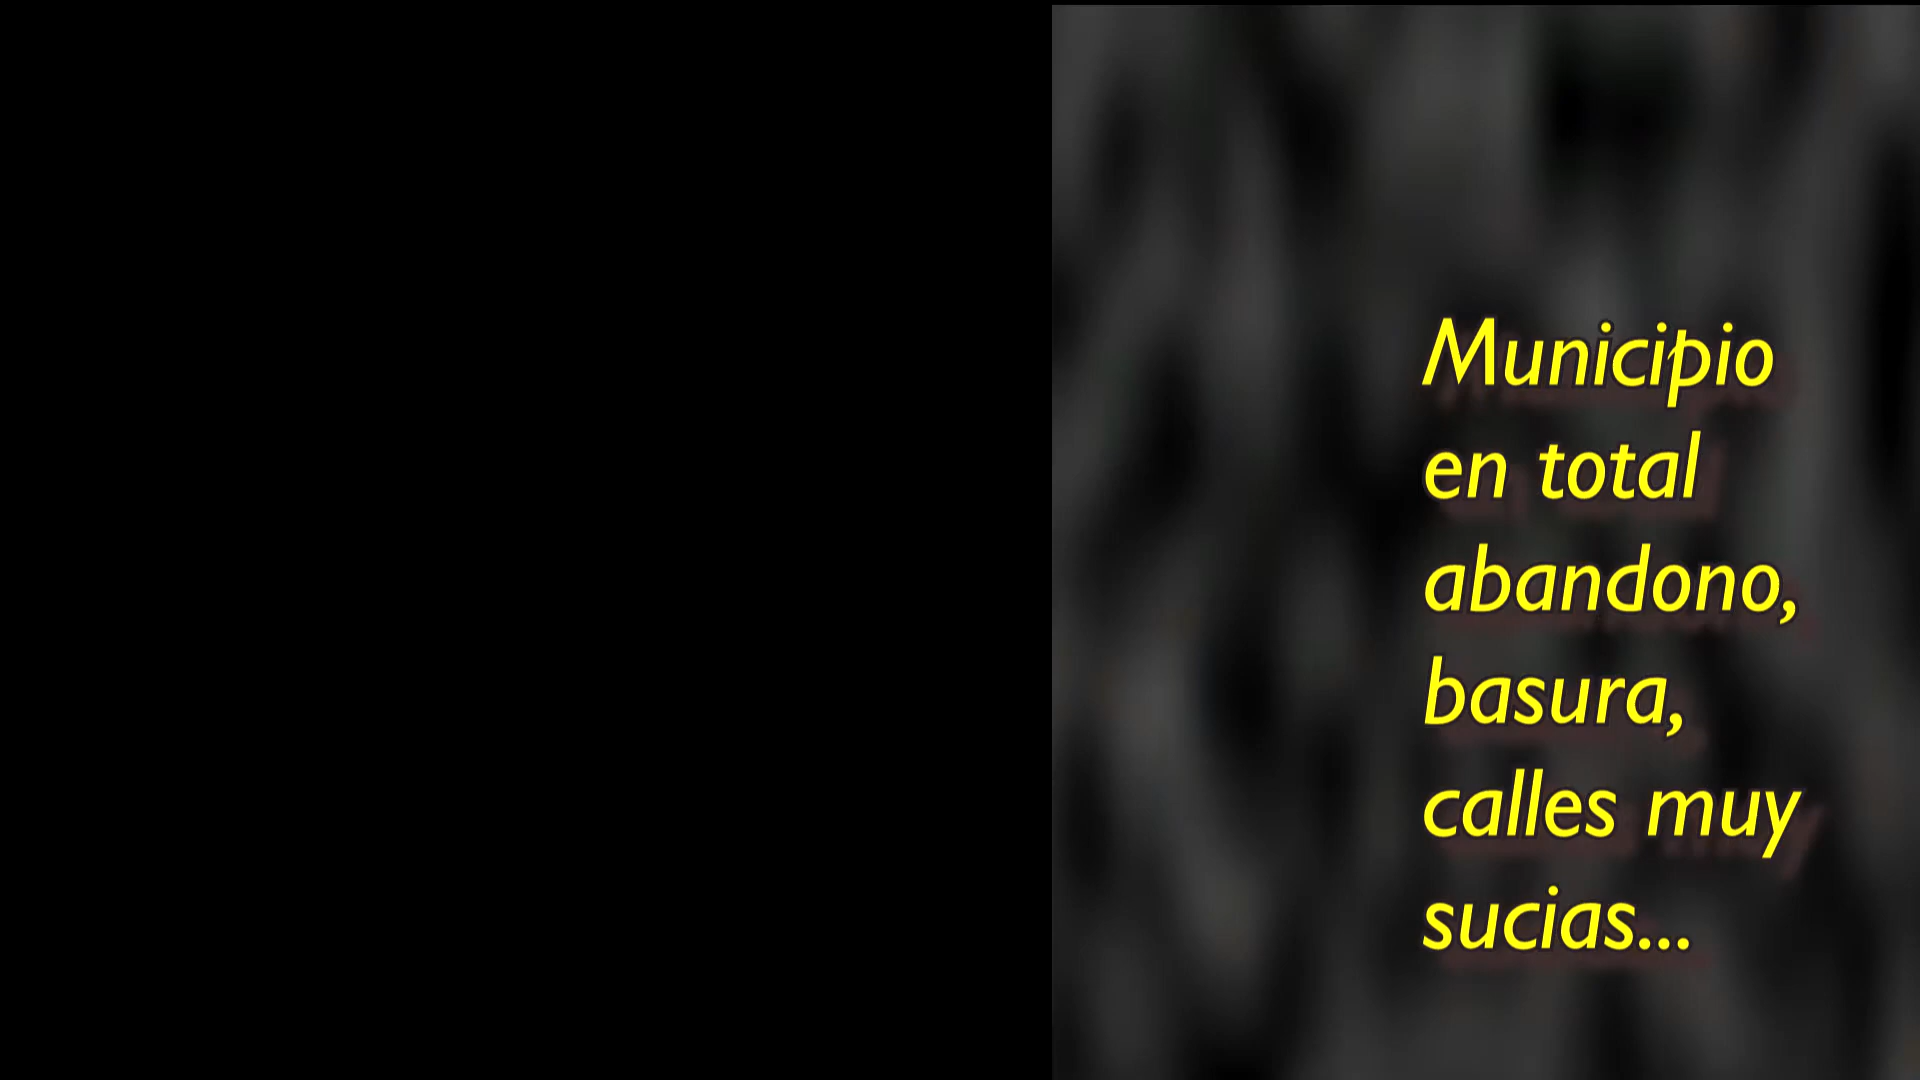 Municipio
en total
abandono,
basura,
calles muy
sucias...